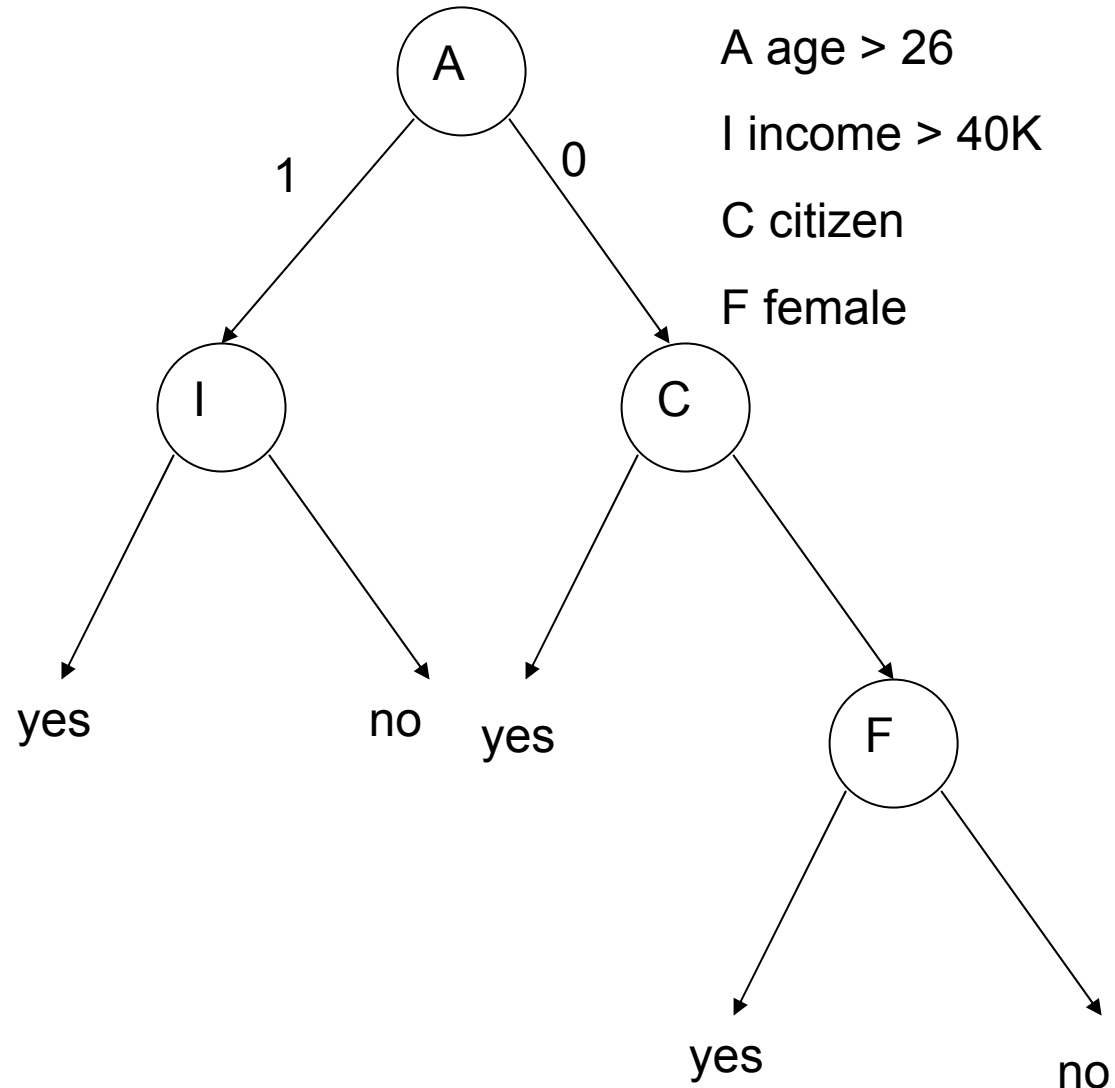 A
A age > 26
I income > 40K
C citizen
F female
1
0
I
C
yes
no
yes
F
yes
no